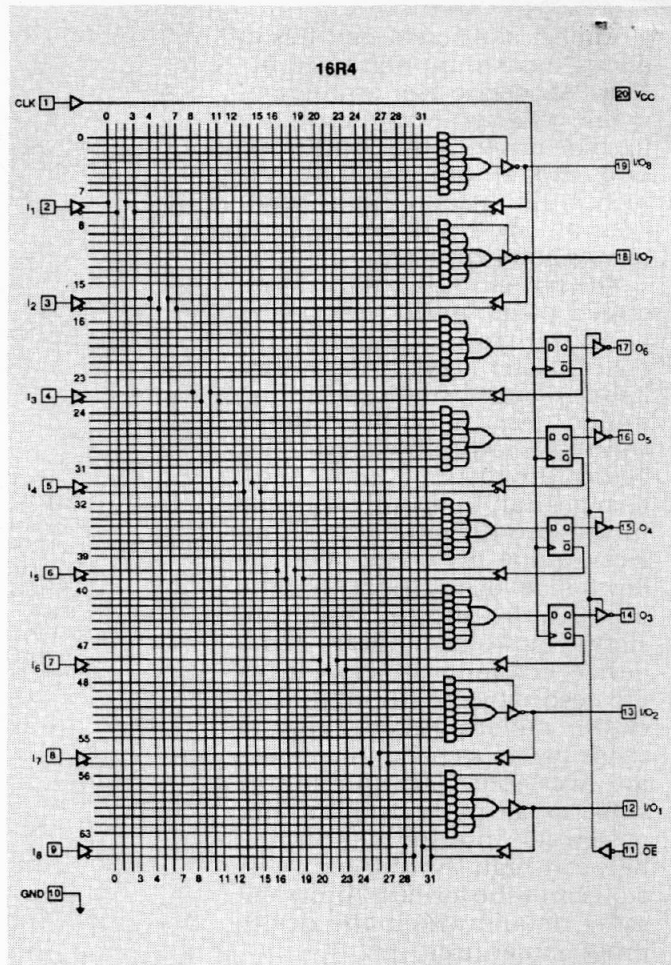 16R4
CLK 1
20 VCC
0 3 4 7 8 11 12 15 16 19 20 23 24 27 28 31
0
19 I/O8
7
I1 2
8
18 I/O7
15
I2 3
16
D Q
Q̅
17 O6
23
I3 4
24
D Q
Q̅
16 O5
31
I4 5
32
D Q
Q̅
15 O4
39
I5 6
40
D Q
Q̅
14 O3
47
I6 7
48
13 I/O2
55
I7 8
56
12 I/O1
63
I8 9
11 O̅E̅
0 3 4 7 8 11 12 15 16 19 20 23 24 27 28 31
GND 10